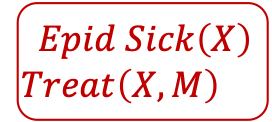 Epid Sick(X)
Treat(X, M)